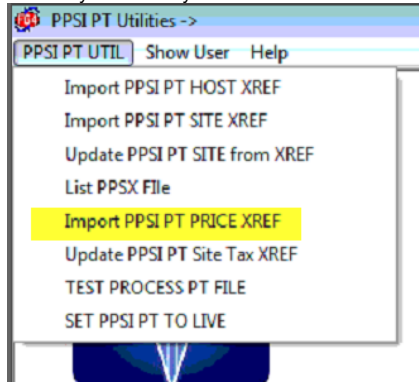 PPSI PT Utilities ->
PPSI PT UTIL Show User Help
Import PPSI PT HOST XREF
Import PPSI PT SITE XREF
Update PPSI PT SITE from XREF
List PPSX FIle
Import PPSI PT PRICE XREF
Update PPSI PT Site Tax XREF
TEST PROCESS PT FILE
SET PPSI PT TO LIVE